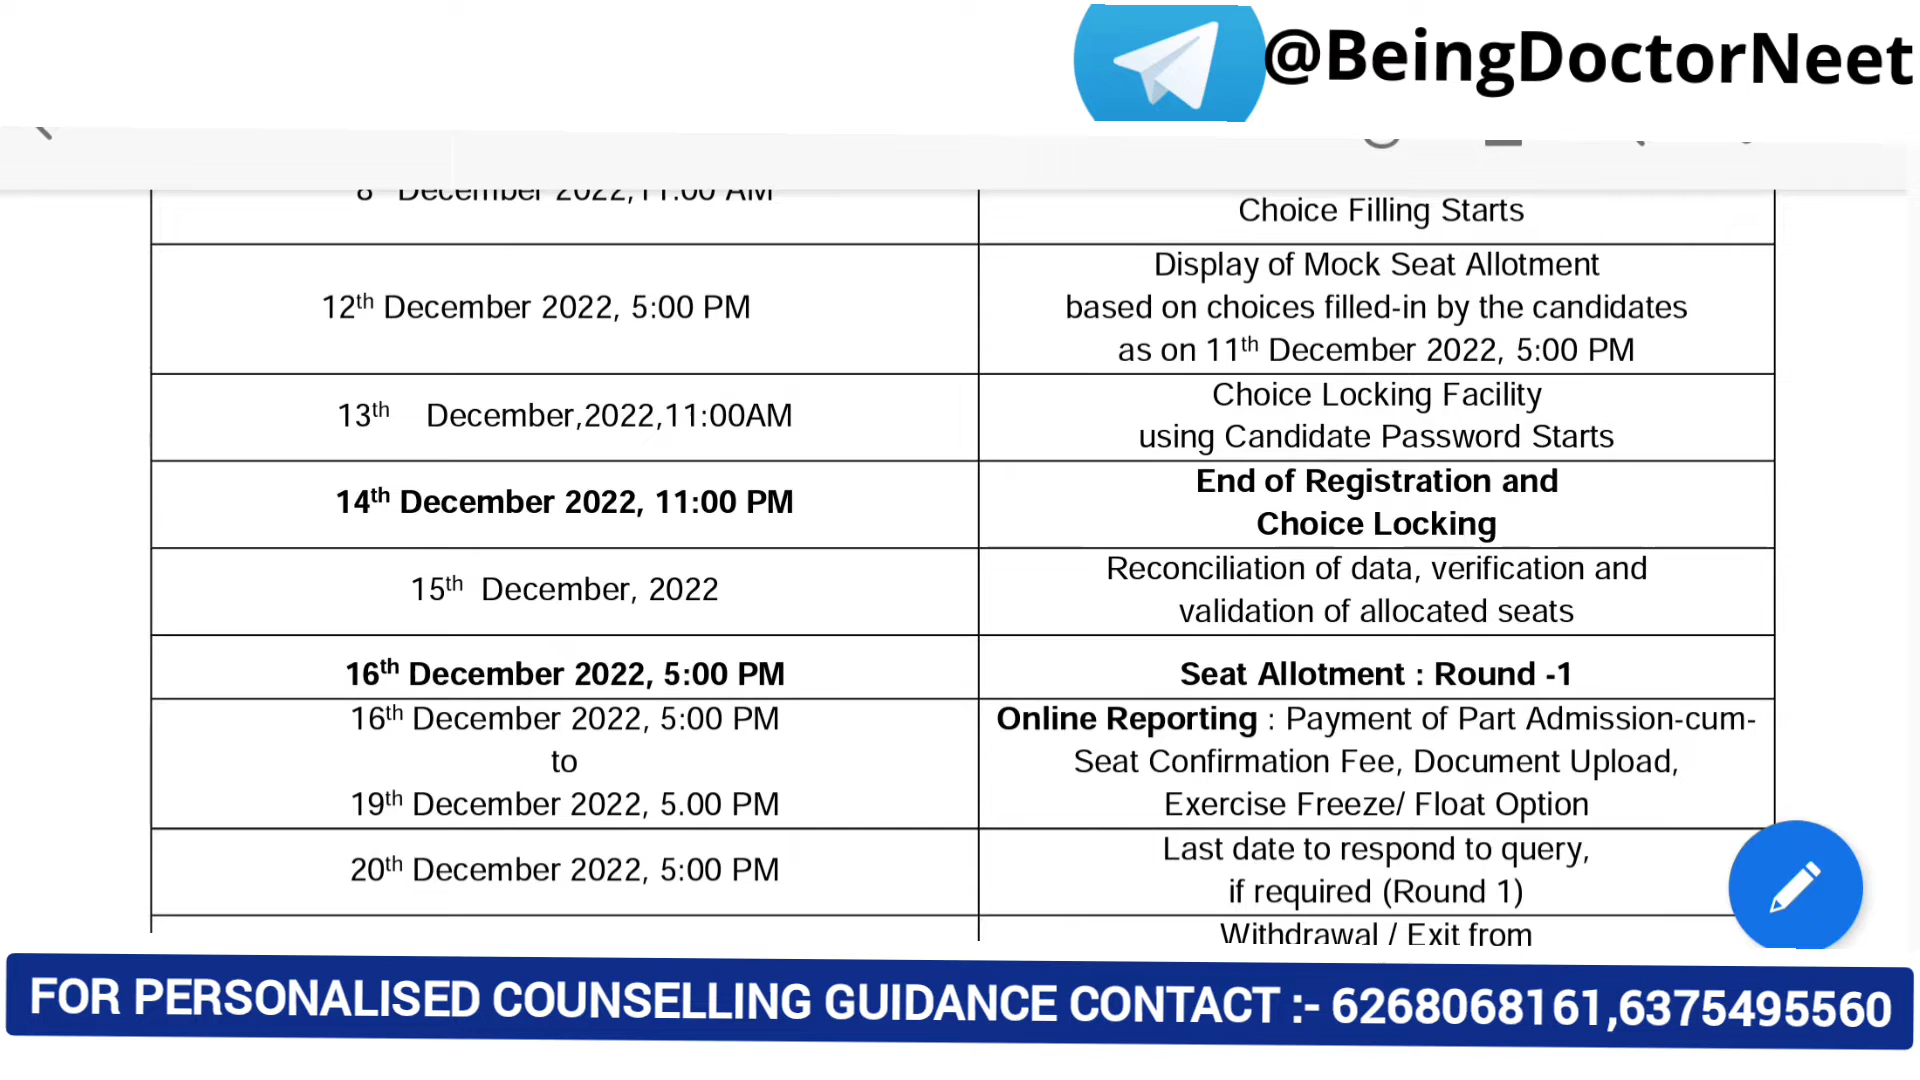 @BeingDoctorNeet
8 December 2022,11:00 AM
Choice Filling Starts
12th December 2022, 5:00 PM
Display of Mock Seat Allotment
based on choices filled-in by the candidates
as on 11th December 2022, 5:00 PM
13th December,2022,11:00AM
Choice Locking Facility
using Candidate Password Starts
14th December 2022, 11:00 PM
End of Registration and
Choice Locking
15th December, 2022
Reconciliation of data, verification and
validation of allocated seats
16th December 2022, 5:00 PM
Seat Allotment : Round -1
16th December 2022, 5:00 PM
to
19th December 2022, 5.00 PM
Online Reporting : Payment of Part Admission-cum-
Seat Confirmation Fee, Document Upload,
Exercise Freeze/ Float Option
20th December 2022, 5:00 PM
Last date to respond to query,
if required (Round 1)
Withdrawal / Exit from
FOR PERSONALISED COUNSELLING GUIDANCE CONTACT :- 6268068161,6375495560